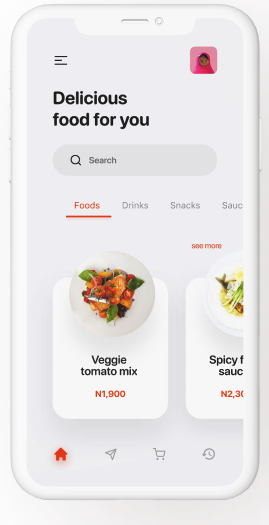 Delicious
food for you
Search
Foods Drinks Snacks Sauc
see more
Veggie
tomato mix
N1,900
Spicy f
sauc
N2,30